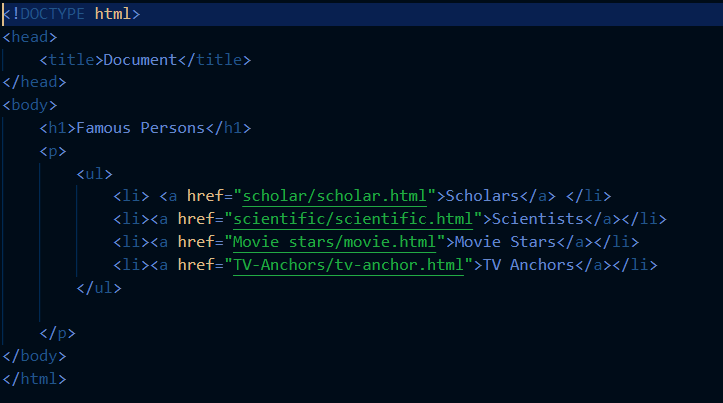 <!DOCTYPE html>
<head>
    <title>Document</title>
</head>
<body>
    <h1>Famous Persons</h1>
    <p>
        <ul>
            <li> <a href="scholar/scholar.html">Scholars</a> </li>
            <li><a href="scientific/scientific.html">Scientists</a></li>
            <li><a href="Movie stars/movie.html">Movie Stars</a></li>
            <li><a href="TV-Anchors/tv-anchor.html">TV Anchors</a></li>
        </ul>
    </p>
</body>
</html>